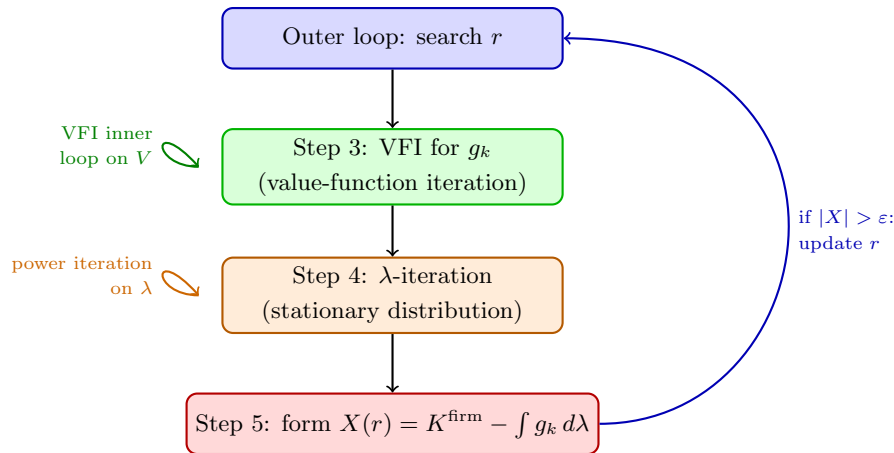 Outer loop: search r
VFI inner
loop on V
Step 3: VFI for g_k
(value-function iteration)
if |X| > ε:
update r
power iteration
on λ
Step 4: λ-iteration
(stationary distribution)
Step 5: form X(r) = K^firm − ∫ g_k dλ